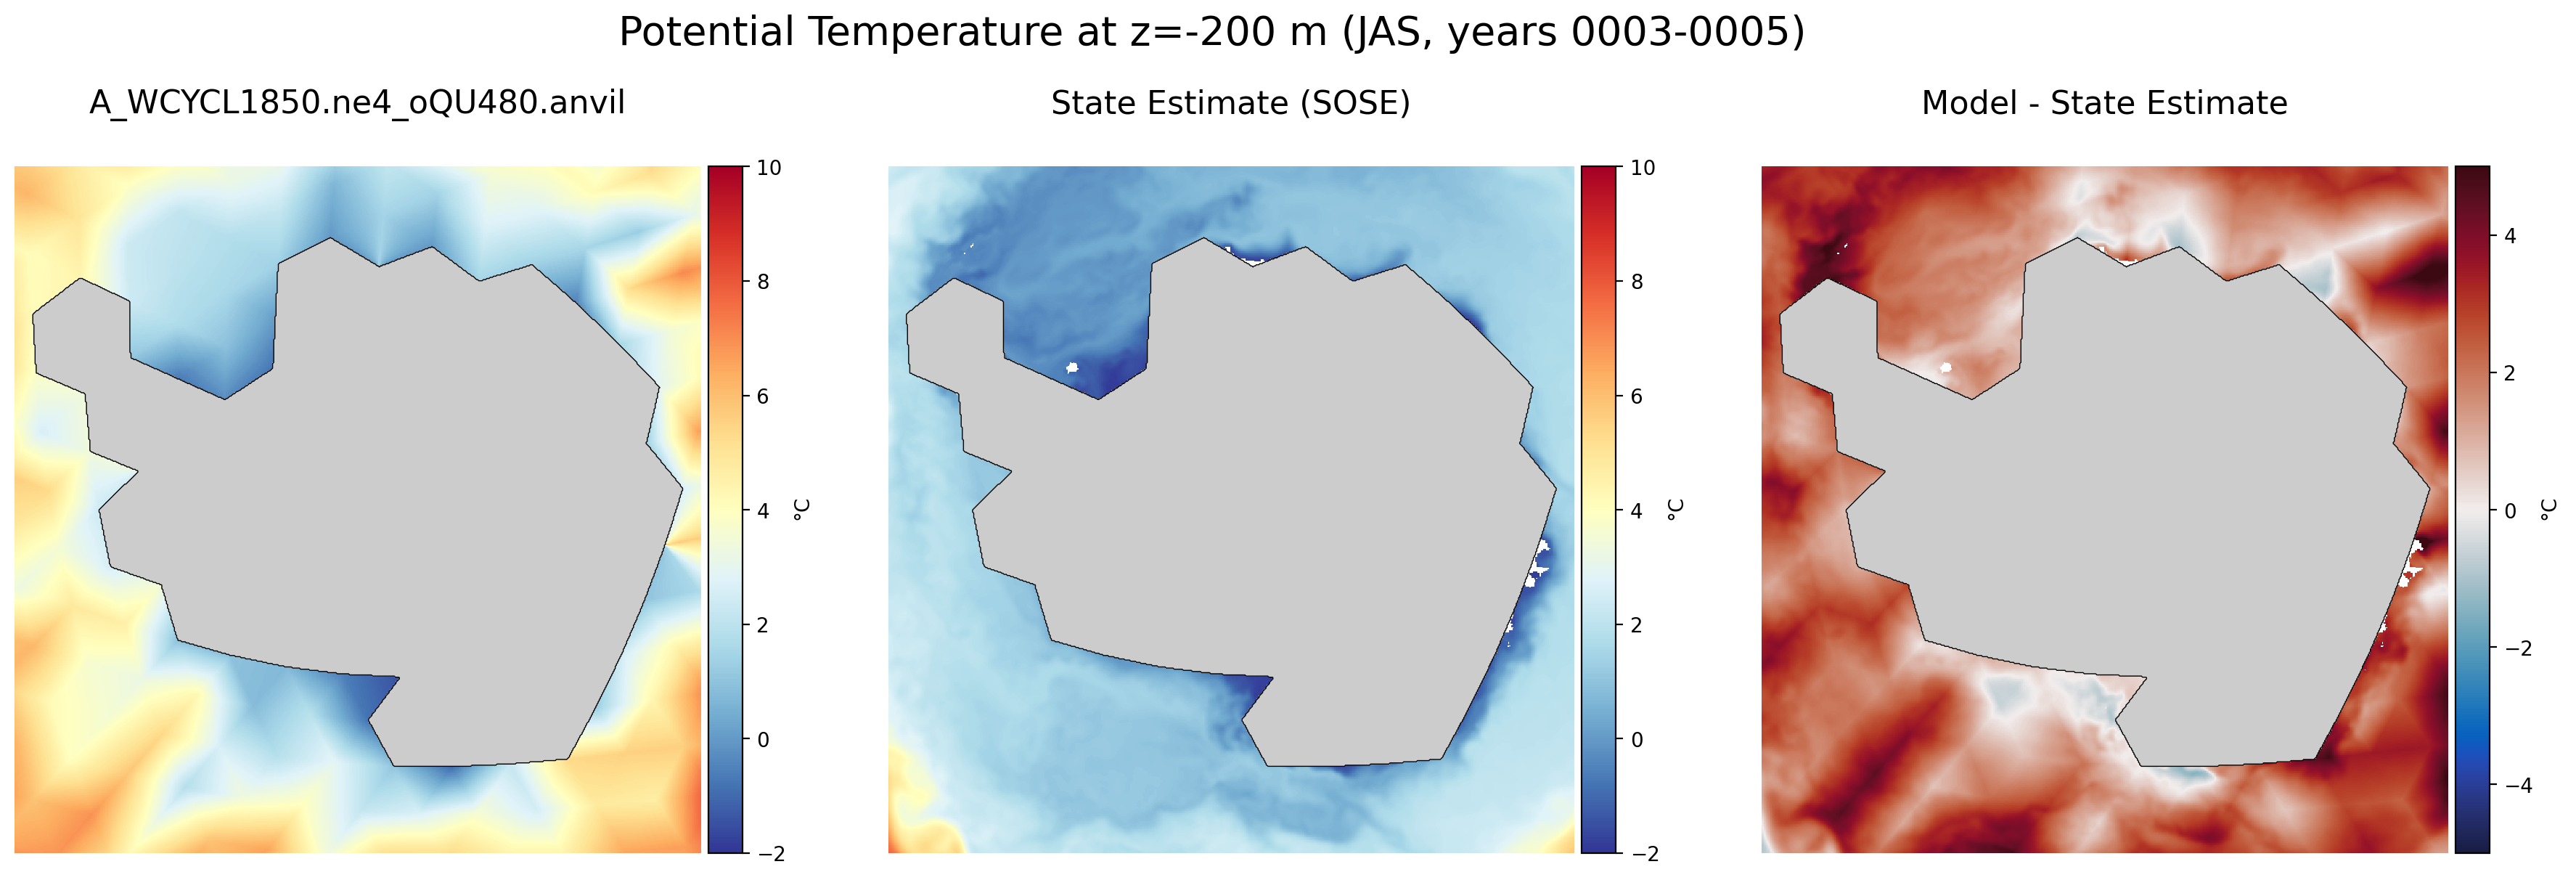 Potential Temperature at z=-200 m (JAS, years 0003-0005)
A_WCYCL1850.ne4_oQU480.anvil
State Estimate (SOSE)
Model - State Estimate
10
8
6
4
2
0
−2
°C
10
8
6
4
2
0
−2
°C
4
2
0
−2
−4
°C